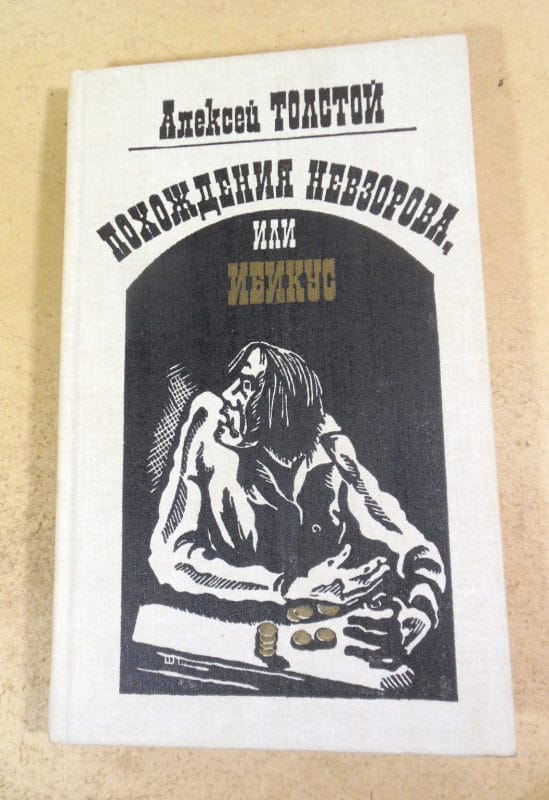 Алексей ТОЛСТОЙ
ПОХОЖДЕНИЯ НЕВЗОРОВА,
ИЛИ
ИБИКУС